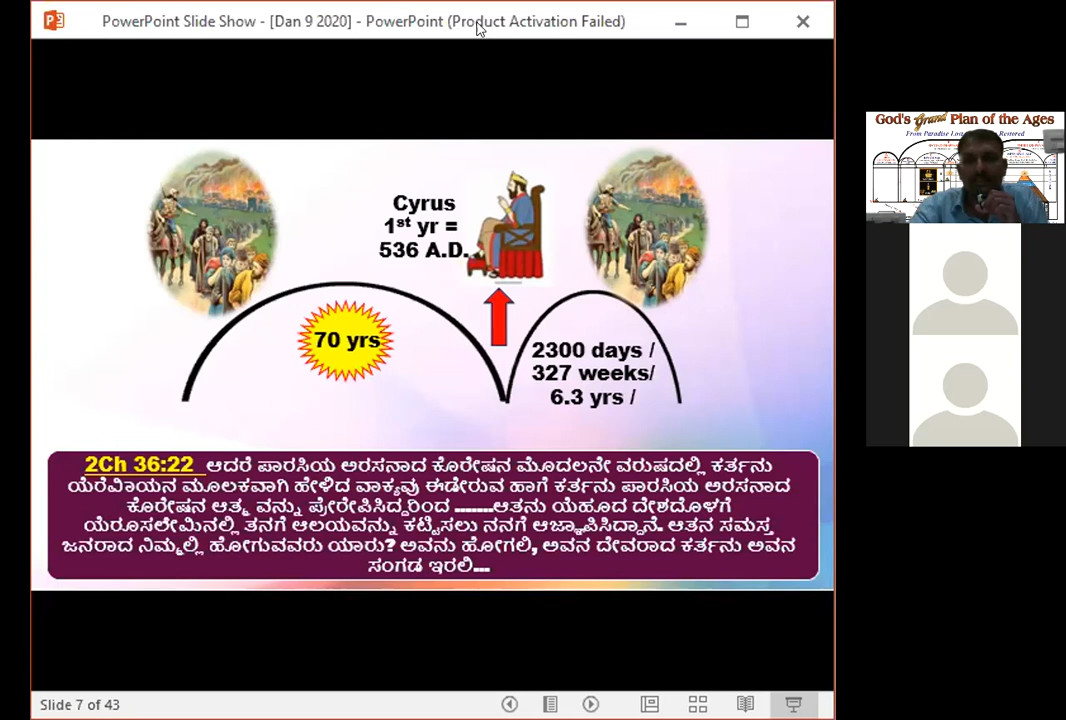 PowerPoint Slide Show - [Dan 9 2020] - PowerPoint (Product Activation Failed)
God's Grand Plan of the Ages
Cyrus
1st yr =
536 A.D.
70 yrs
2300 days /
327 weeks/
6.3 yrs /
2Ch 36:22 ಆದರೆ ಪಾರಸಿಯ ಅರಸನಾದ ಕೊರೇಷನ ಮೊದಲನೇ ವರುಷದಲ್ಲಿ ಕರ್ತನು
ಯೆರೆಮಿಾಯನ ಮೂಲಕವಾಗಿ ಹೇಳಿದ ವಾಕ್ಯವು ಈಡೇರುವ ಹಾಗೆ ಕರ್ತನು ಪಾರಸಿಯ ಅರಸನಾದ
ಕೊರೇಷನ ಆತ್ಮ ವನ್ನು ಪ್ರೇರೇಪಿಸಿದ್ದರಿಂದ .......ಆತನು ಯೆಹೂದ ದೇಶದೊಳಗೆ
ಯೆರೂಸಲೇಮಿನಲ್ಲಿ ತನಗೆ ಆಲಯವನ್ನು ಕಟ್ಟಿಸಲು ನನಗೆ ಆಜ್ಞಾಪಿಸಿದ್ದಾನೆ. ಆತನ ಸಮಸ್ತ
ಜನರಾದ ನಿಮ್ಮಲ್ಲಿ ಹೋಗುವವರು ಯಾರು? ಅವನು ಹೋಗಲಿ, ಅವನ ದೇವರಾದ ಕರ್ತನು ಅವನ
ಸಂಗಡ ಇರಲಿ...
Slide 7 of 43